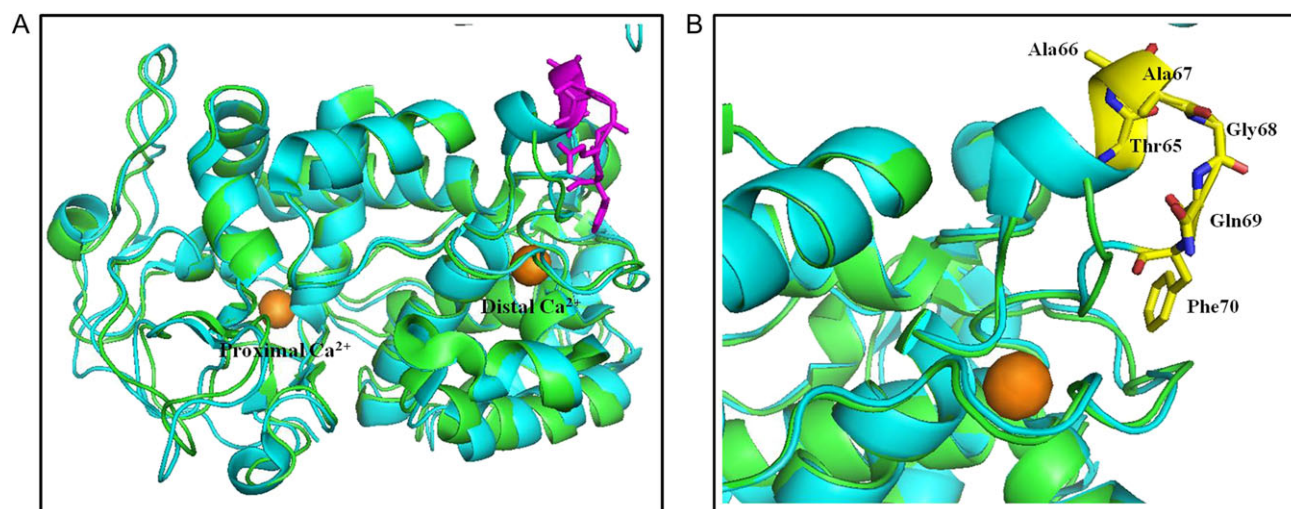 A
B
Proximal Ca²⁺
Distal Ca²⁺
Ala66
Ala67
Thr65
Gly68
Gln69
Phe70